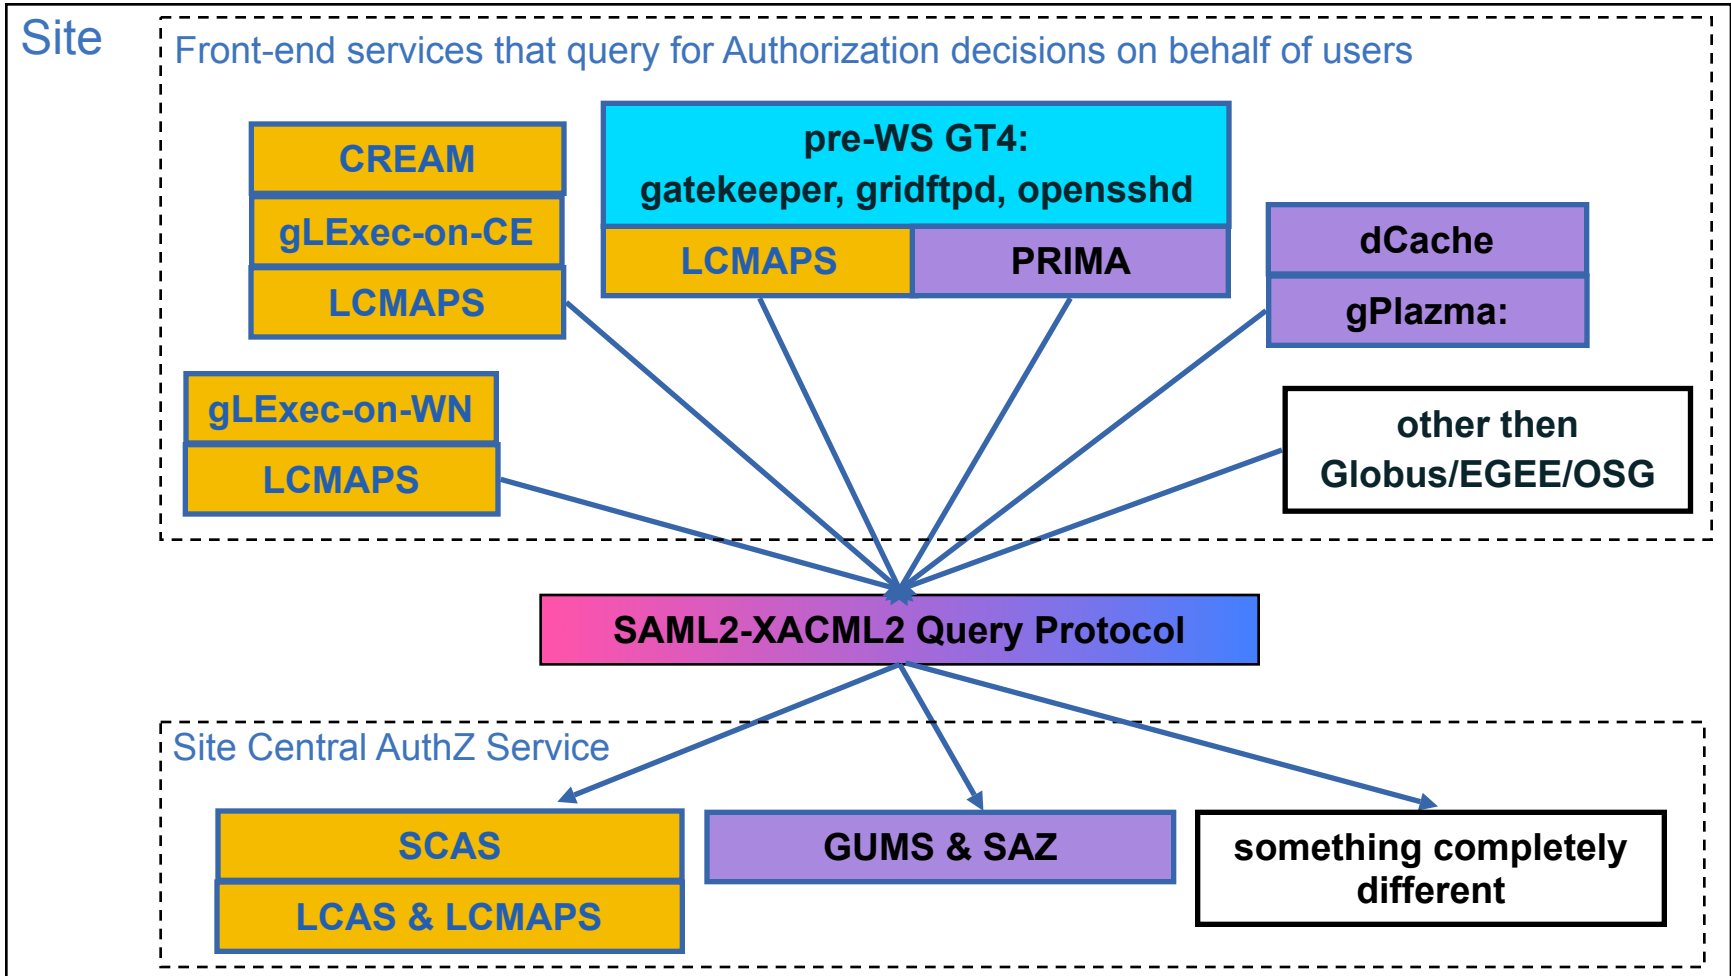 Site
Front-end services that query for Authorization decisions on behalf of users
CREAM
gLExec-on-CE
LCMAPS
pre-WS GT4:
gatekeeper, gridftpd, opensshd
LCMAPS
PRIMA
dCache
gPlazma:
gLExec-on-WN
LCMAPS
other then
Globus/EGEE/OSG
SAML2-XACML2 Query Protocol
Site Central AuthZ Service
SCAS
LCAS & LCMAPS
GUMS & SAZ
something completely
different